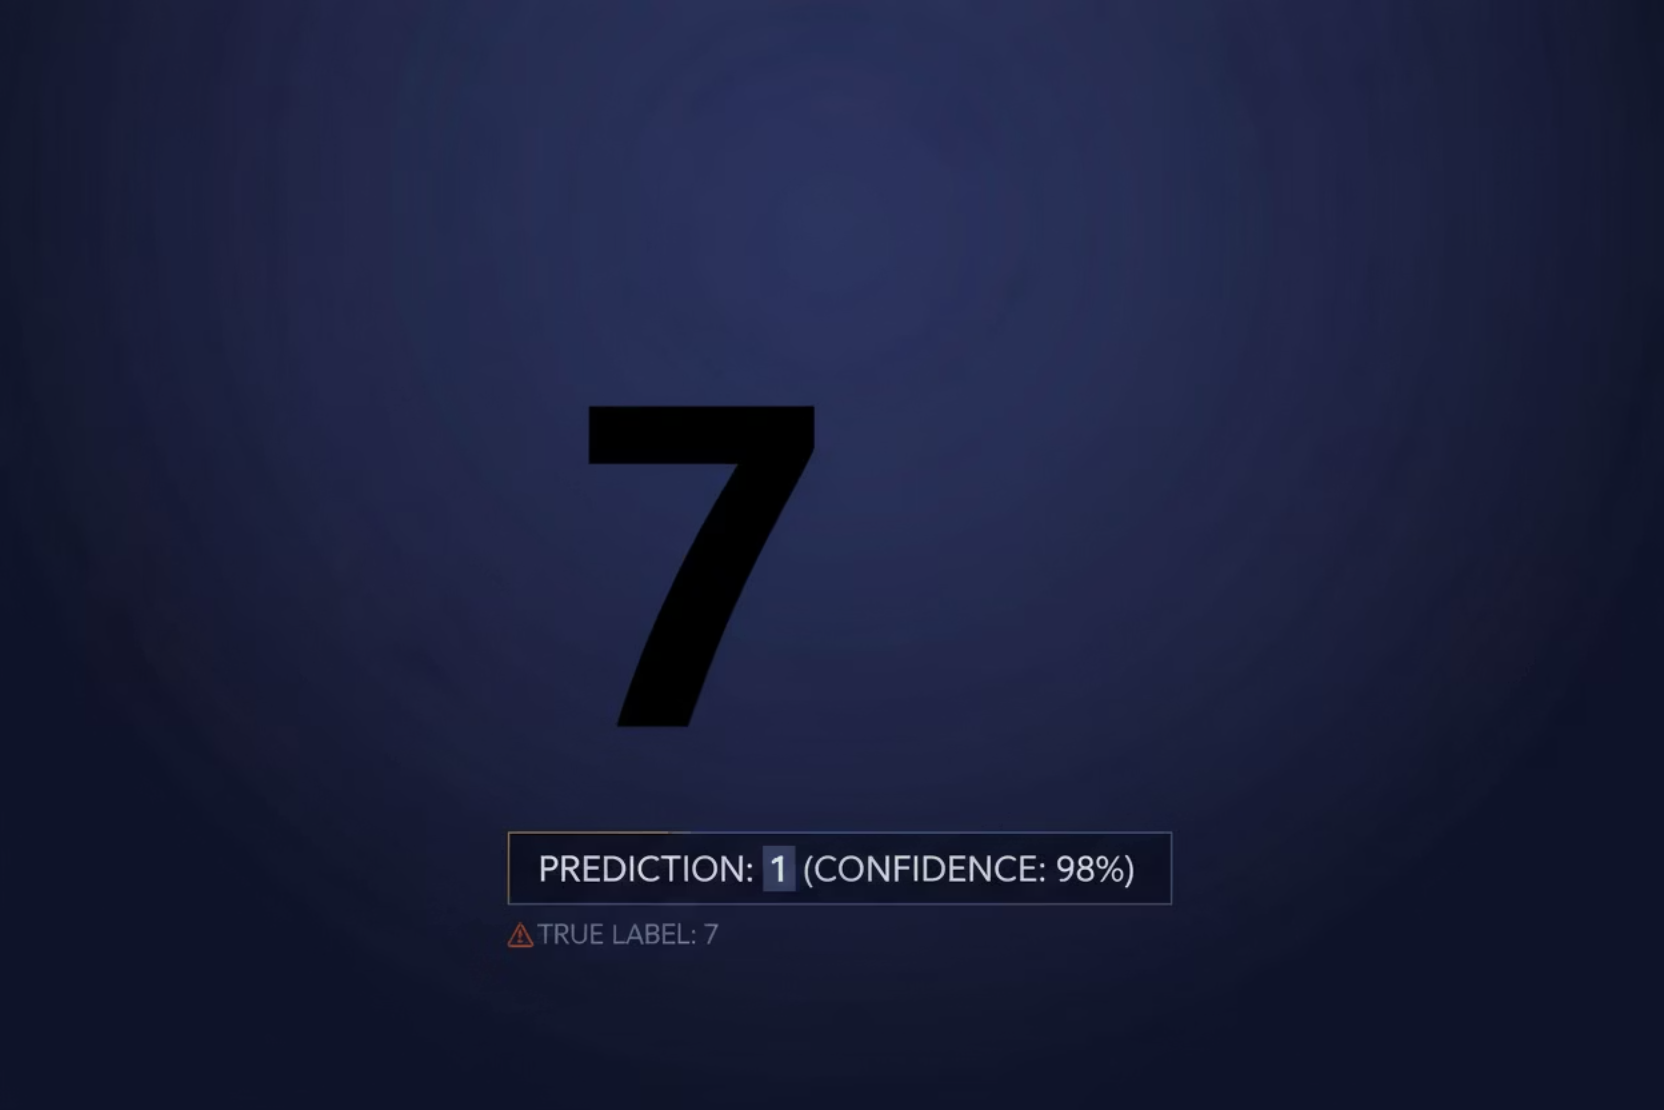 7
PREDICTION: 1 (CONFIDENCE: 98%)
TRUE LABEL: 7